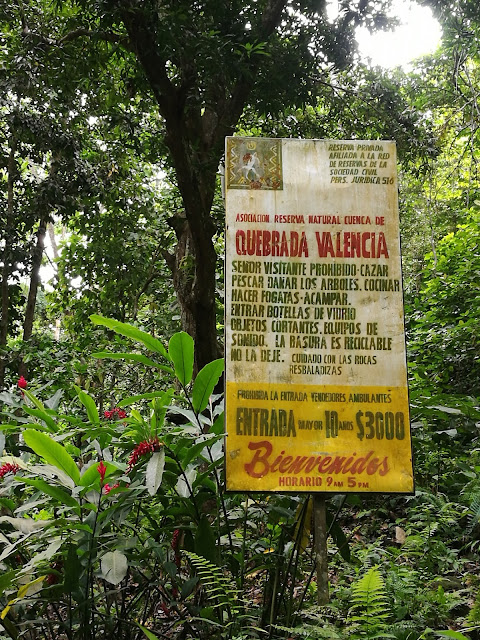 RESERVA PRIVADA
AFILIADA A LA RED
DE RESERVAS DE LA
SOCIEDAD CIVIL
PERS. JURIDICA 516
ASOCIACION RESERVA NATURAL CUENCA DE
QUEBRADA VALENCIA
SEÑOR VISITANTE PROHIBIDO-CAZAR
PESCAR DAÑAR LOS ARBOLES. COCINAR
HACER FOGATAS-ACAMPAR.
ENTRAR BOTELLAS DE VIDRIO
OBJETOS CORTANTES. EQUIPOS DE
SONIDO. LA BASURA ES RECICLABLE
NO LA DEJE. CUIDADO CON LAS ROCAS
RESBALADIZAS
PROHIBIDA LA ENTRADA VENDEDORES AMBULANTES
ENTRADA MAYOR 10 AÑOS $3000
Bienvenidos
HORARIO 9 AM 5 PM